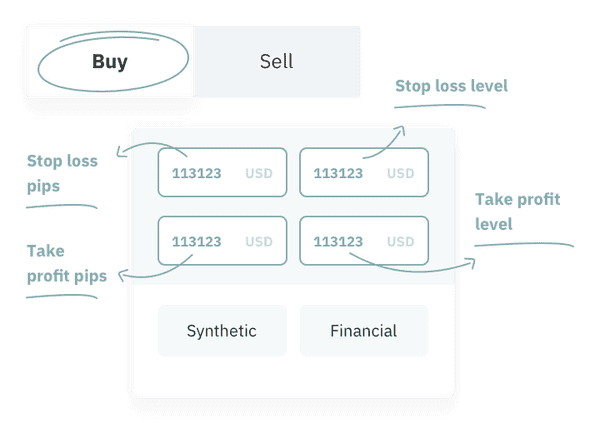 Buy
Sell
Stop loss level
Stop loss
pips
113123 USD
113123 USD
Take profit
level
Take
profit pips
113123 USD
113123 USD
Synthetic
Financial